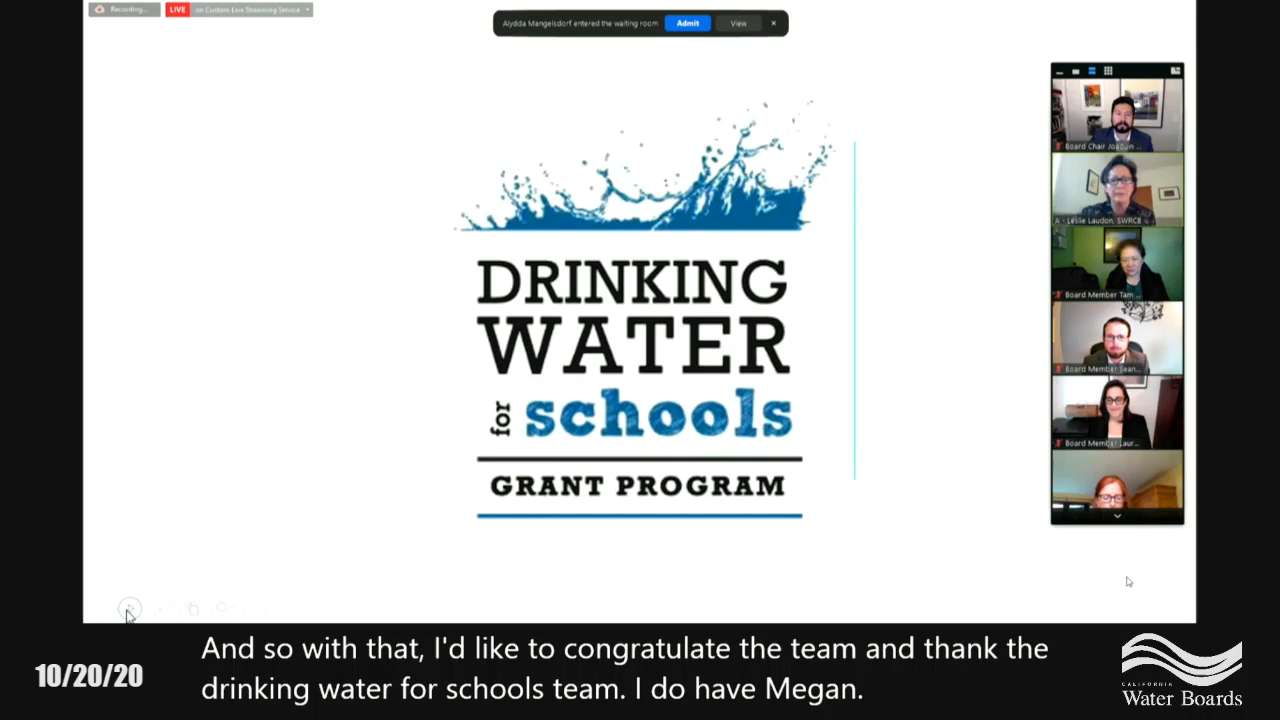 Recording...
LIVE on Custom Live Streaming Service
Alydda Mangelsdorf entered the waiting room Admit View ×
DRINKING
WATER
for schools
GRANT PROGRAM
Board Chair Joaquin ...
A - Leslie Laudon, SWRCB
Board Member Tam ...
Board Member Sean...
Board Member Laur...
And so with that, I'd like to congratulate the team and thank the
drinking water for schools team. I do have Megan.
10/20/20
CALIFORNIA
Water Boards